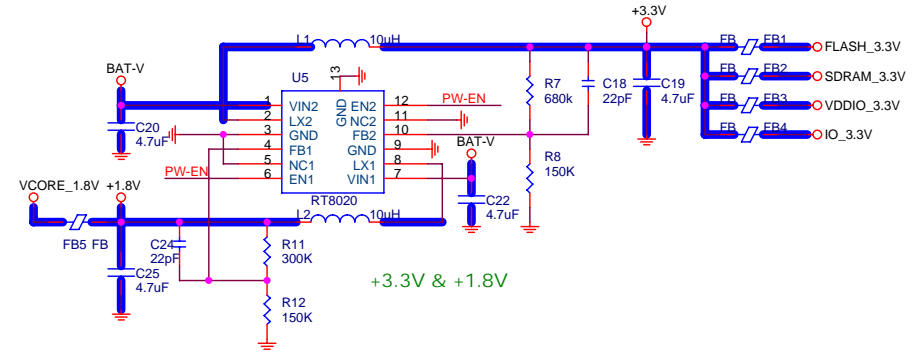 +3.3V
L1 10uH FB FB1 FLASH_3.3V
BAT-V U5 13 GND R7 680k C18 22pF C19 4.7uF FB FB2 SDRAM_3.3V
1 VIN2 EN2 12 PW-EN FB FB3 VDDIO_3.3V
2 LX2 NC2 11
C20 4.7uF 3 GND FB2 10 FB FB4 IO_3.3V
4 FB1 GND 9 BAT-V
5 NC1 LX1 8 R8 150K
PW-EN 6 EN1 VIN1 7
VCORE_1.8V +1.8V RT8020 C22 4.7uF
L2 10uH
FB5 FB C24 22pF R11 300K
C25 4.7uF +3.3V & +1.8V
R12 150K